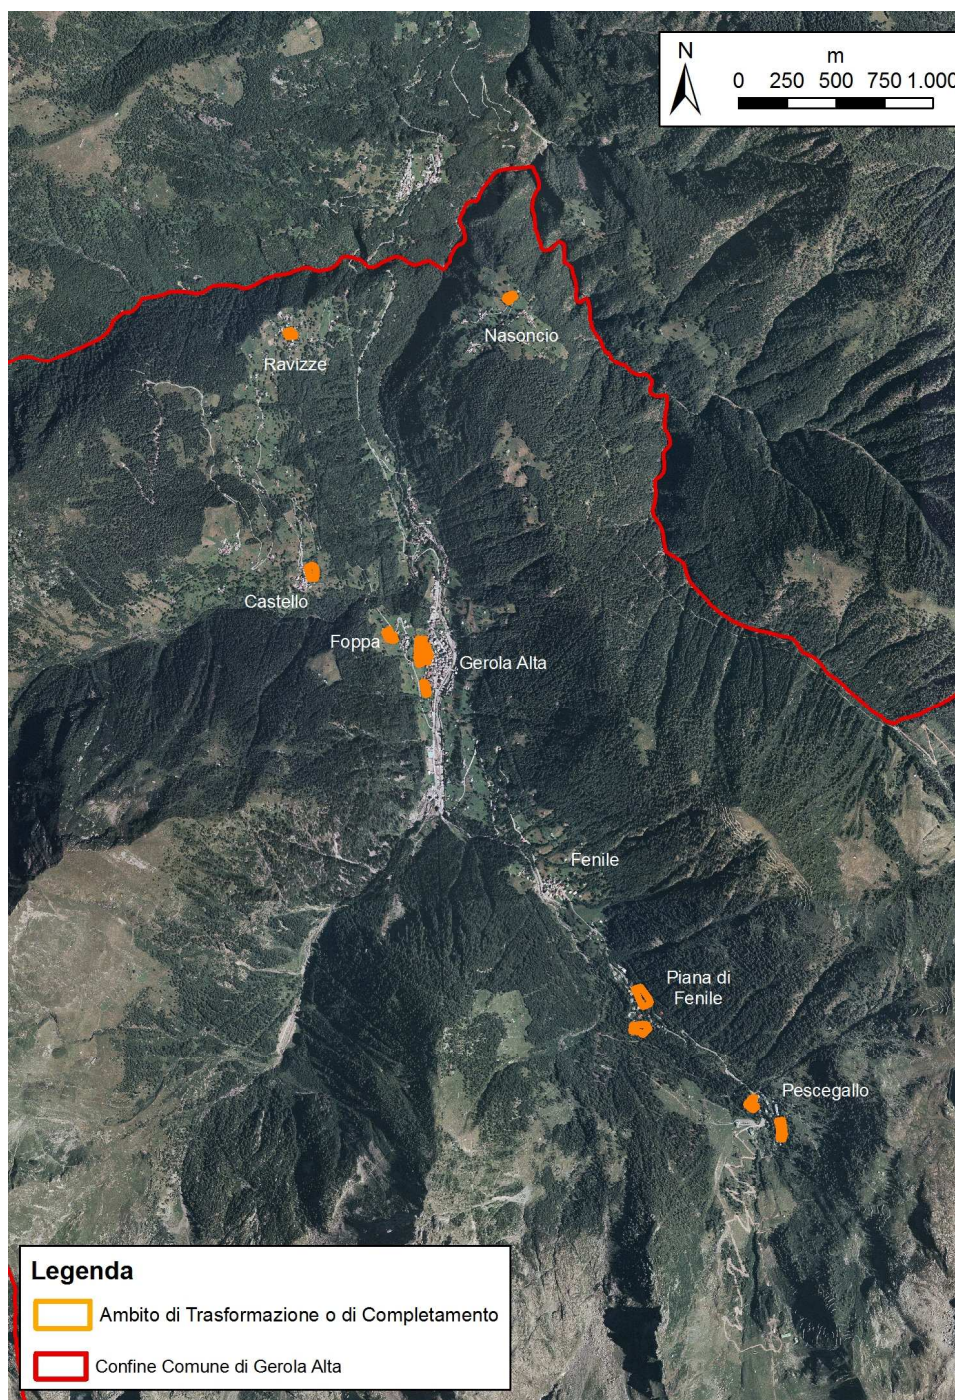 N
m
0 250 500 750 1.000
Nasoncio
Ravizze
Castello
Foppa
Gerola Alta
Fenile
Piana di
Fenile
Pescegallo
Legenda
Ambito di Trasformazione o di Completamento
Confine Comune di Gerola Alta